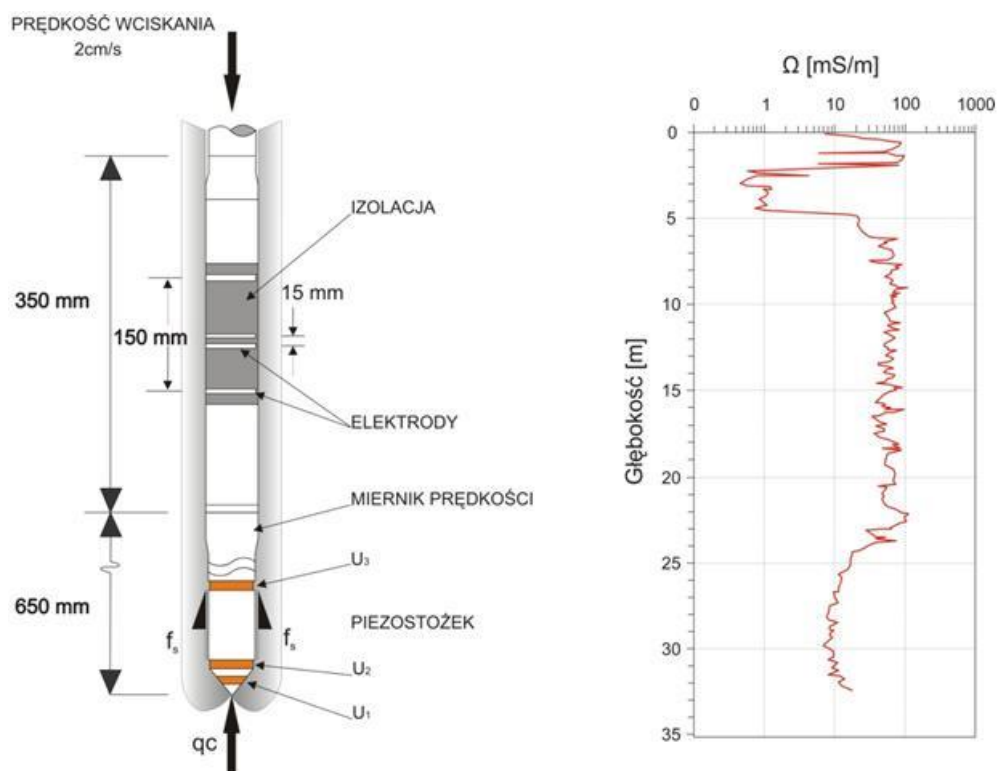 PRĘDKOŚĆ WCISKANIA
2cm/s
IZOLACJA
350 mm
15 mm
150 mm
ELEKTRODY
MIERNIK PRĘDKOŚCI
U3
650 mm
PIEZOSTOŻEK
fs
fs
U2
U1
qc
Ω [mS/m]
0 1 10 100 1000
Głębokość [m]
0
5
10
15
20
25
30
35